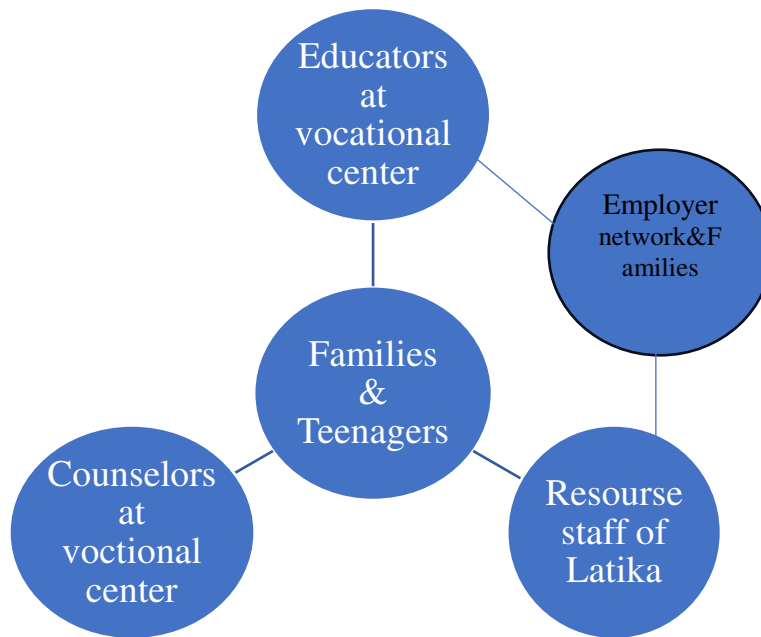 Educators
at
vocational
center
Employer
network&F
amilies
Families
&
Teenagers
Counselors
at
voctional
center
Resourse
staff of
Latika